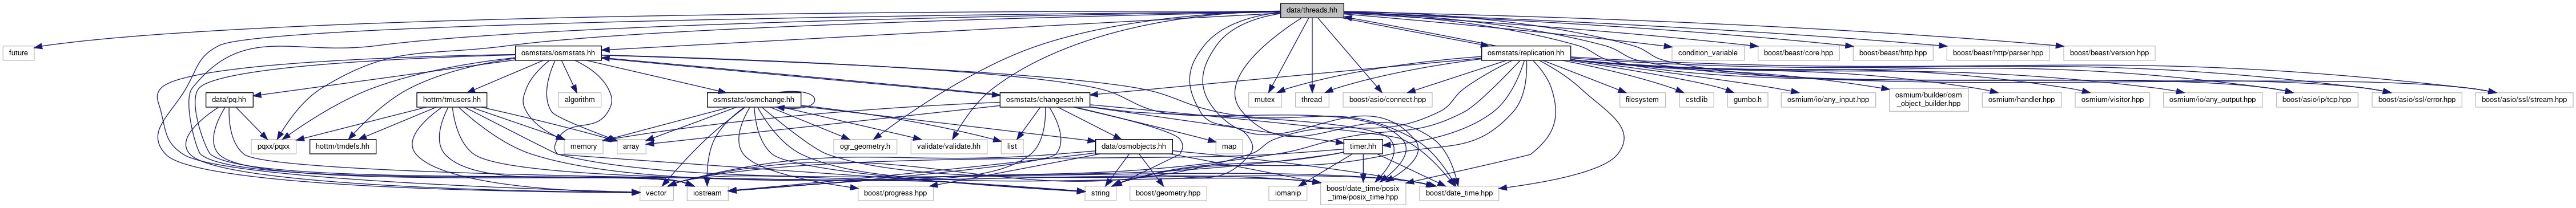 data/threads.hh
future
osmstats/osmstats.hh
osmstats/replication.hh
condition_variable
boost/beast/core.hpp
boost/beast/http.hpp
boost/beast/http/parser.hpp
boost/beast/version.hpp
data/pq.hh
hottm/tmusers.hh
algorithm
osmstats/osmchange.hh
osmstats/changeset.hh
mutex
thread
boost/asio/connect.hpp
filesystem
cstdlib
gumbo.h
osmium/io/any_input.hpp
osmium/builder/osm
_object_builder.hpp
osmium/handler.hpp
osmium/visitor.hpp
osmium/io/any_output.hpp
boost/asio/ip/tcp.hpp
boost/asio/ssl/error.hpp
boost/asio/ssl/stream.hpp
pqxx/pqxx
hottm/tmdefs.hh
memory
array
ogr_geometry.h
validate/validate.hh
list
data/osmobjects.hh
map
timer.hh
vector
iostream
boost/progress.hpp
string
boost/geometry.hpp
iomanip
boost/date_time/posix
_time/posix_time.hpp
boost/date_time.hpp